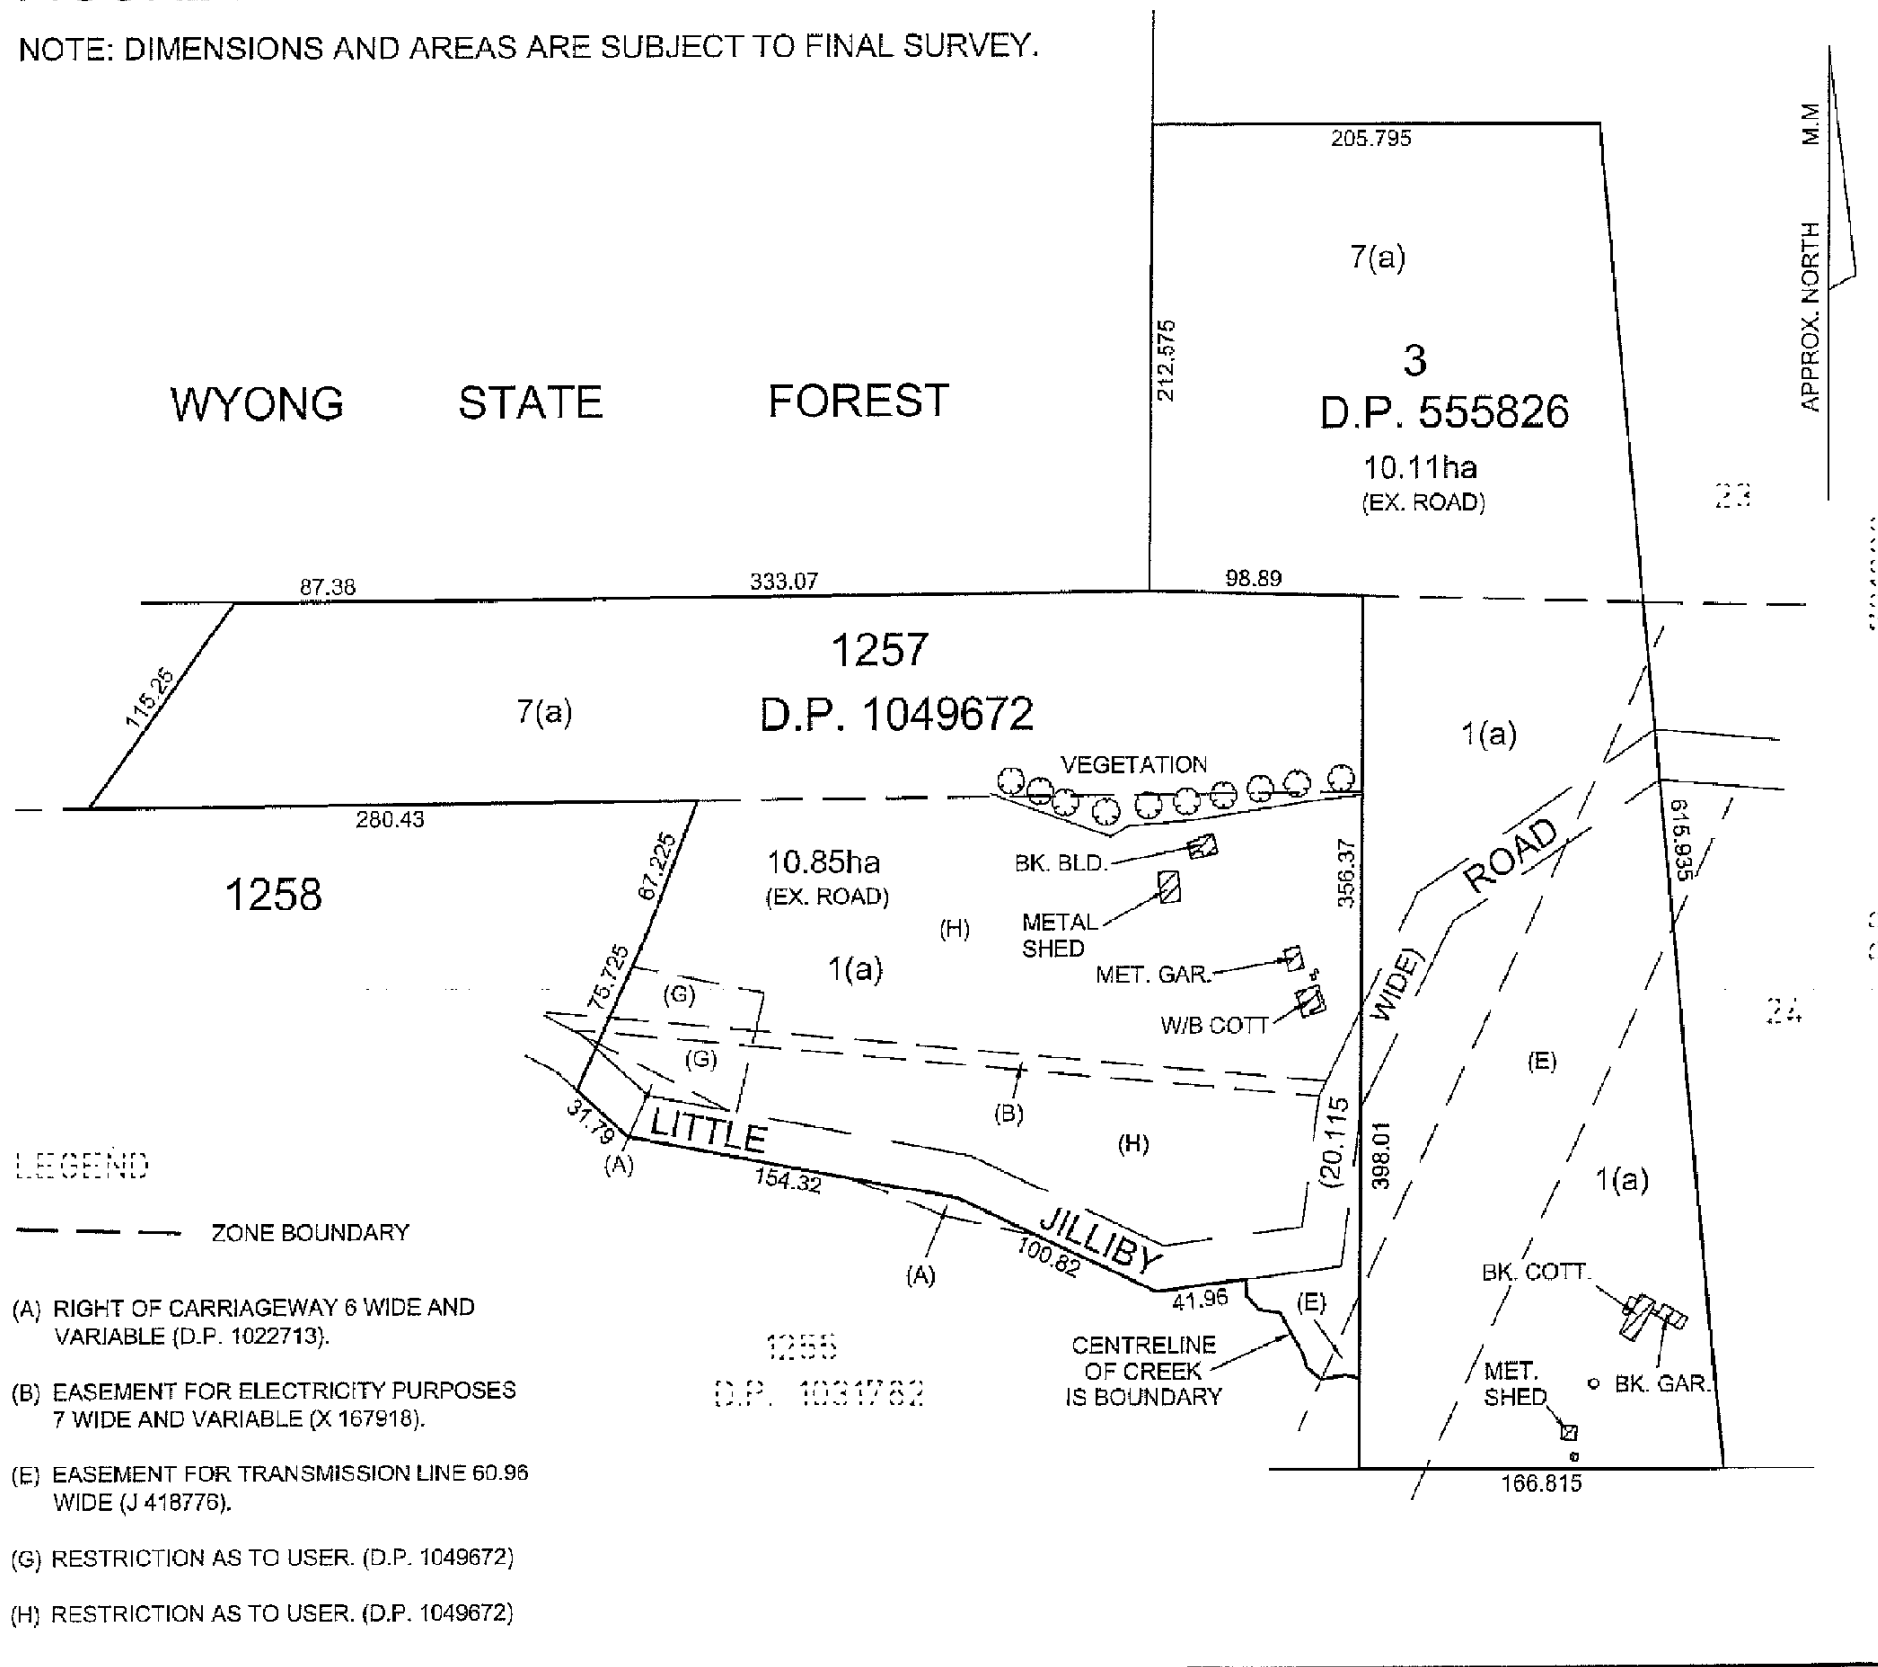 NOTE: DIMENSIONS AND AREAS ARE SUBJECT TO FINAL SURVEY.
205.795
M.M
APPROX. NORTH
7(a)
212.575
3
D.P. 555826
10.11ha
(EX. ROAD)
WYONG STATE FOREST
23
87.38
333.07
98.89
1257
D.P. 1049672
7(a)
115.25
1(a)
VEGETATION
280.43
67.225
10.85ha
(EX. ROAD)
BK. BLD.
356.37
ROAD
615.935
1258
(H)
METAL
SHED
1(a)
MET. GAR.
WIDE)
75.725
(G)
W/B COTT
24
(G)
(E)
(B)
31.79
LITTLE
(20.115
398.01
(H)
LEGEND
(A)
154.32
1(a)
ZONE BOUNDARY
JILLIBY
100.82
(A)
BK. COTT.
41.96
(E)
(A) RIGHT OF CARRIAGEWAY 6 WIDE AND
VARIABLE (D.P. 1022713).
1255
D.P. 1031762
CENTRELINE
OF CREEK
IS BOUNDARY
MET.
SHED
BK. GAR.
(B) EASEMENT FOR ELECTRICITY PURPOSES
7 WIDE AND VARIABLE (X 167918).
(E) EASEMENT FOR TRANSMISSION LINE 60.96
WIDE (J 418776).
166.815
(G) RESTRICTION AS TO USER. (D.P. 1049672)
(H) RESTRICTION AS TO USER. (D.P. 1049672)